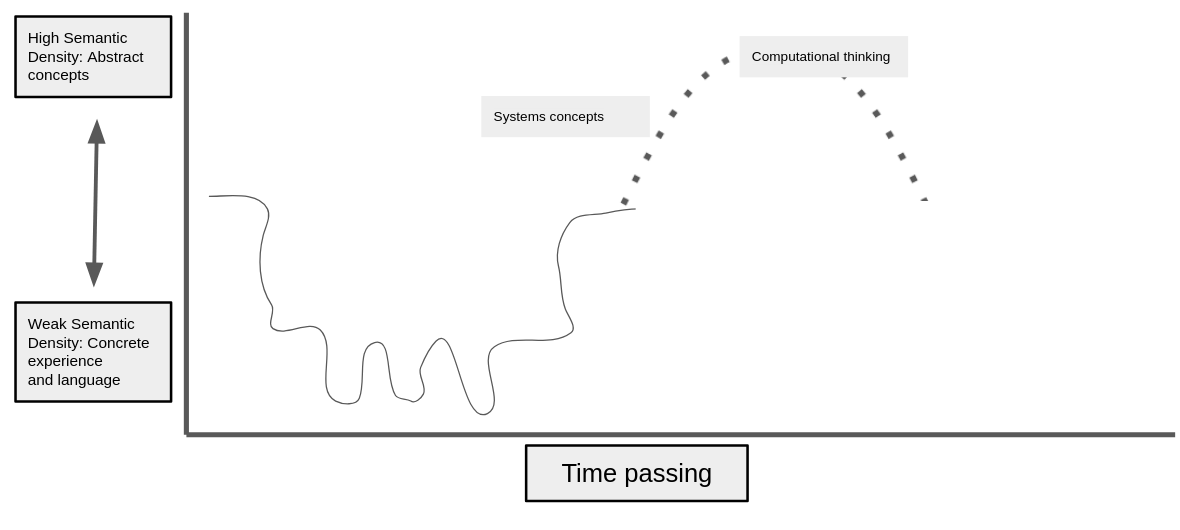 High Semantic
Density: Abstract
concepts
Computational thinking
Systems concepts
Weak Semantic
Density: Concrete
experience
and language
Time passing